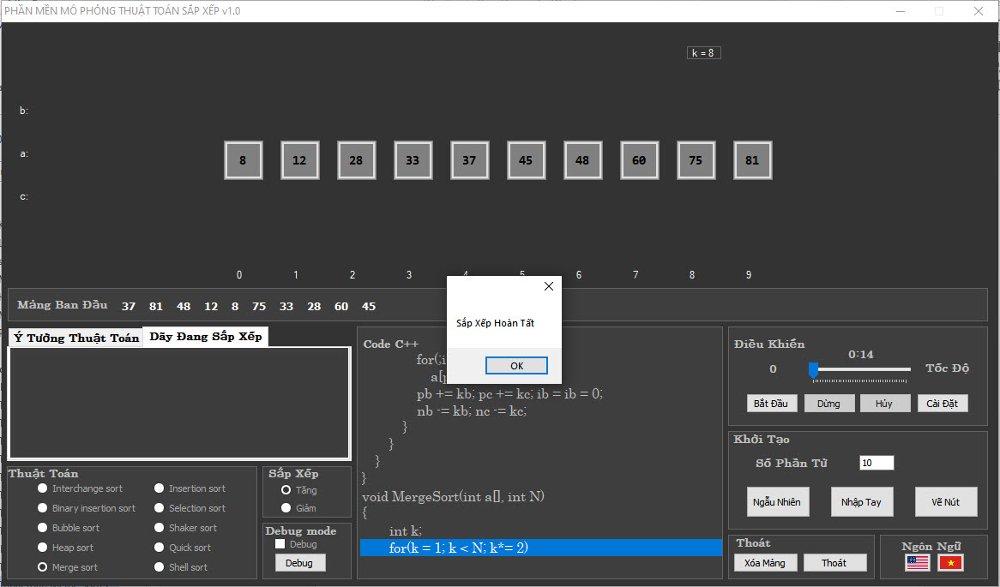 PHẦN MỀN MÔ PHỎNG THUẬT TOÁN SẮP XẾP v1.0
k = 8
b:
a:
8 12 28 33 37 45 48 60 75 81
c:
0 1 2 3 4 5 6 7 8 9
Mảng Ban Đầu 37 81 48 12 8 75 33 28 60 45
Sắp Xếp Hoàn Tất
OK
Ý Tưởng Thuật Toán Dãy Đang Sắp Xếp
Code C++
for(;i
a[p
pb += kb; pc += kc; ib = ib = 0;
nb -= kb; nc -= kc;
}
}
}
}
void MergeSort(int a[], int N)
{
int k;
for(k = 1; k < N; k*= 2)
Điều Khiển
0:14
0 Tốc Độ
Bắt Đầu Dừng Hủy Cài Đặt
Khởi Tạo
Số Phần Tử 10
Ngẫu Nhiên Nhập Tay Vẽ Nút
Thuật Toán
Interchange sort Insertion sort
Binary insertion sort Selection sort
Bubble sort Shaker sort
Heap sort Quick sort
Merge sort Shell sort
Sắp Xếp
Tăng
Giảm
Debug mode
Debug
Debug
Thoát
Xóa Mảng Thoát
Ngôn Ngữ